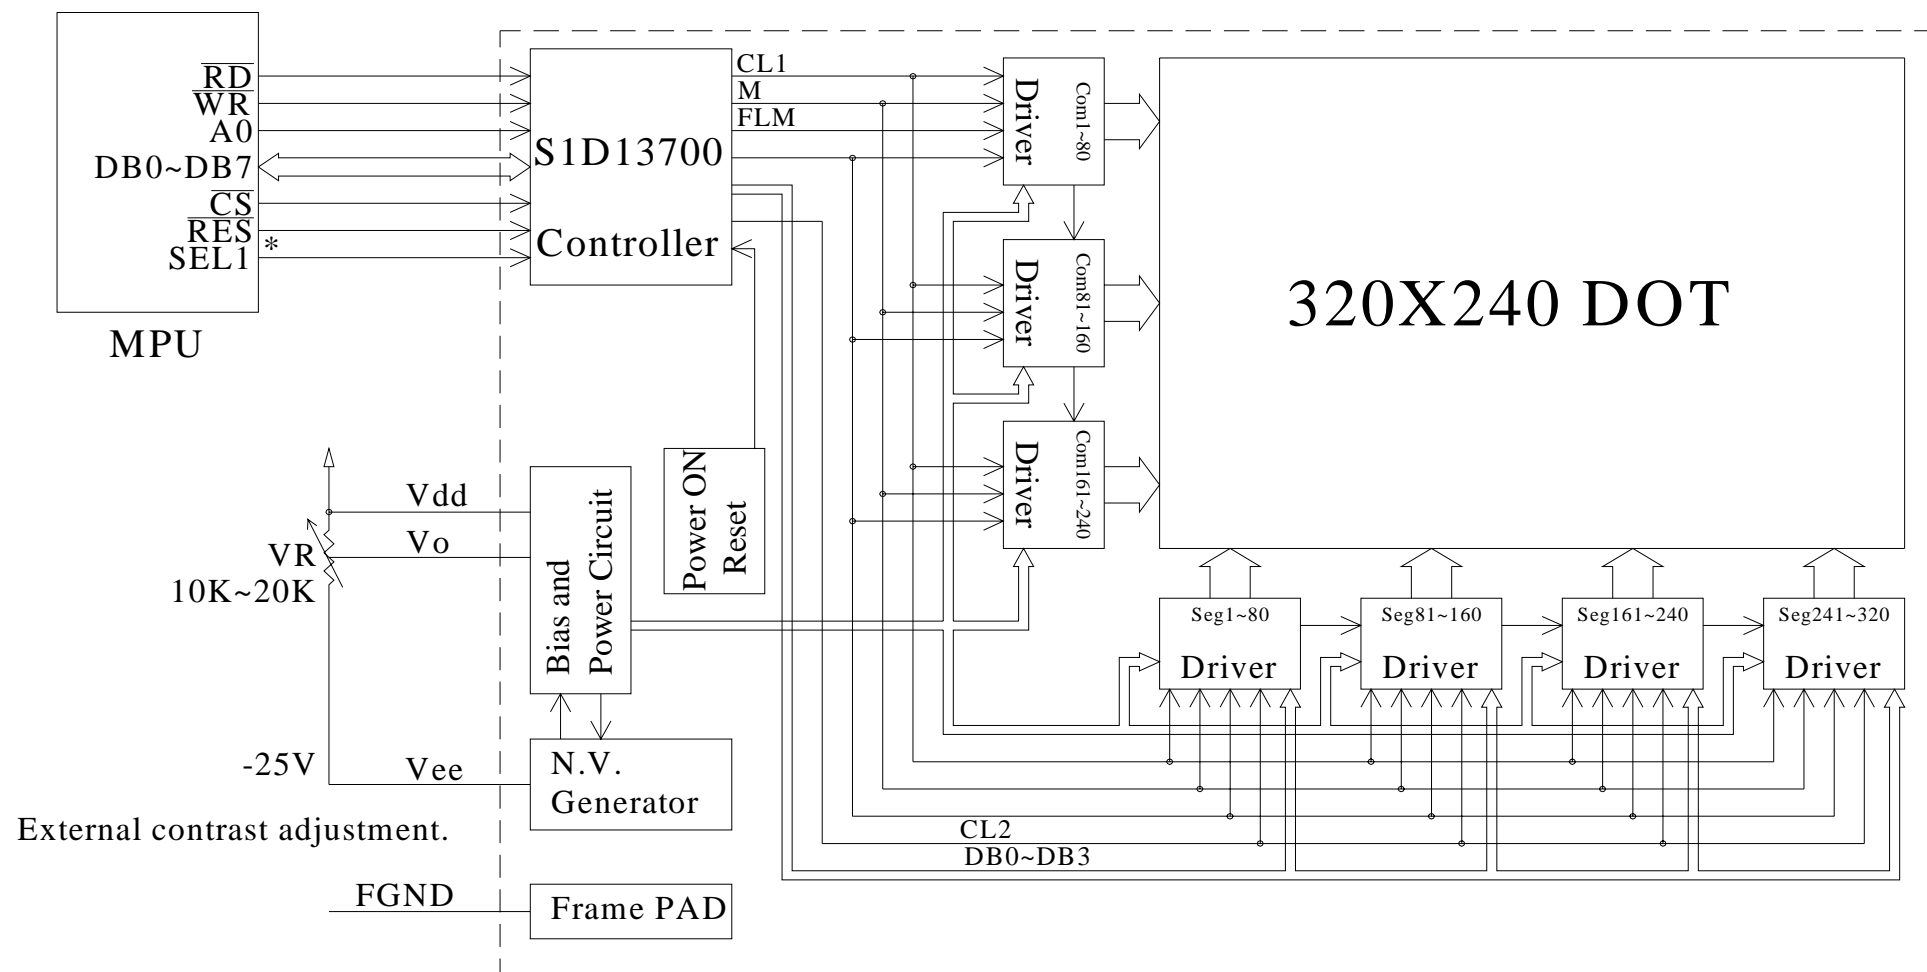 RD
WR
A0
DB0~DB7
CS
RES
*
SEL1
MPU
S1D13700
Controller
CL1
M
FLM
Driver
Com1~80
Driver
Com81~160
Driver
Com161~240
320X240 DOT
Vdd
Vo
VR
10K~20K
Bias and
Power Circuit
Power ON
Reset
-25V
Vee
N.V.
Generator
External contrast adjustment.
FGND
Frame PAD
Seg1~80
Driver
Seg81~160
Driver
Seg161~240
Driver
Seg241~320
Driver
CL2
DB0~DB3